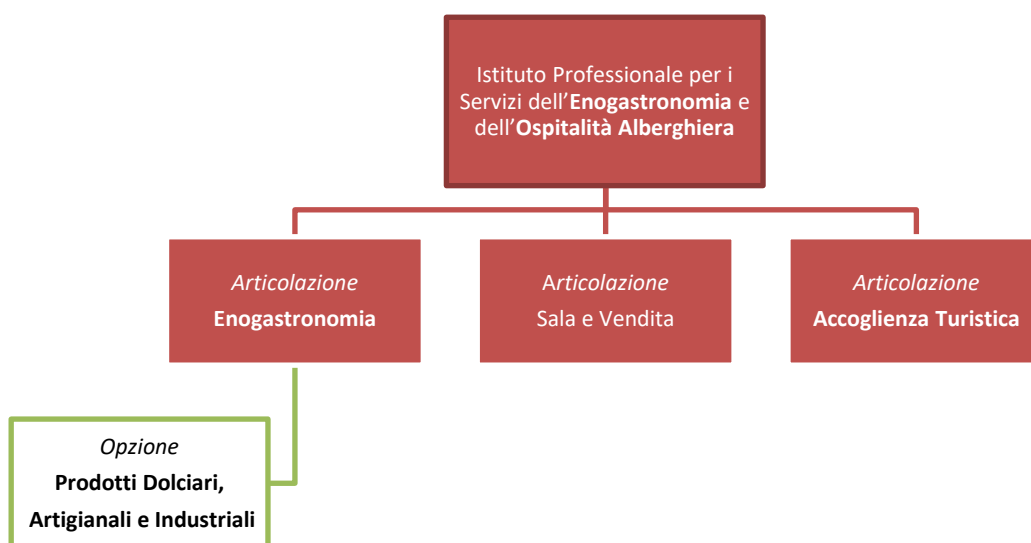 Istituto Professionale per i
Servizi dell’Enogastronomia e
dell’Ospitalità Alberghiera
Articolazione
Enogastronomia
Articolazione
Sala e Vendita
Articolazione
Accoglienza Turistica
Opzione
Prodotti Dolciari,
Artigianali e Industriali